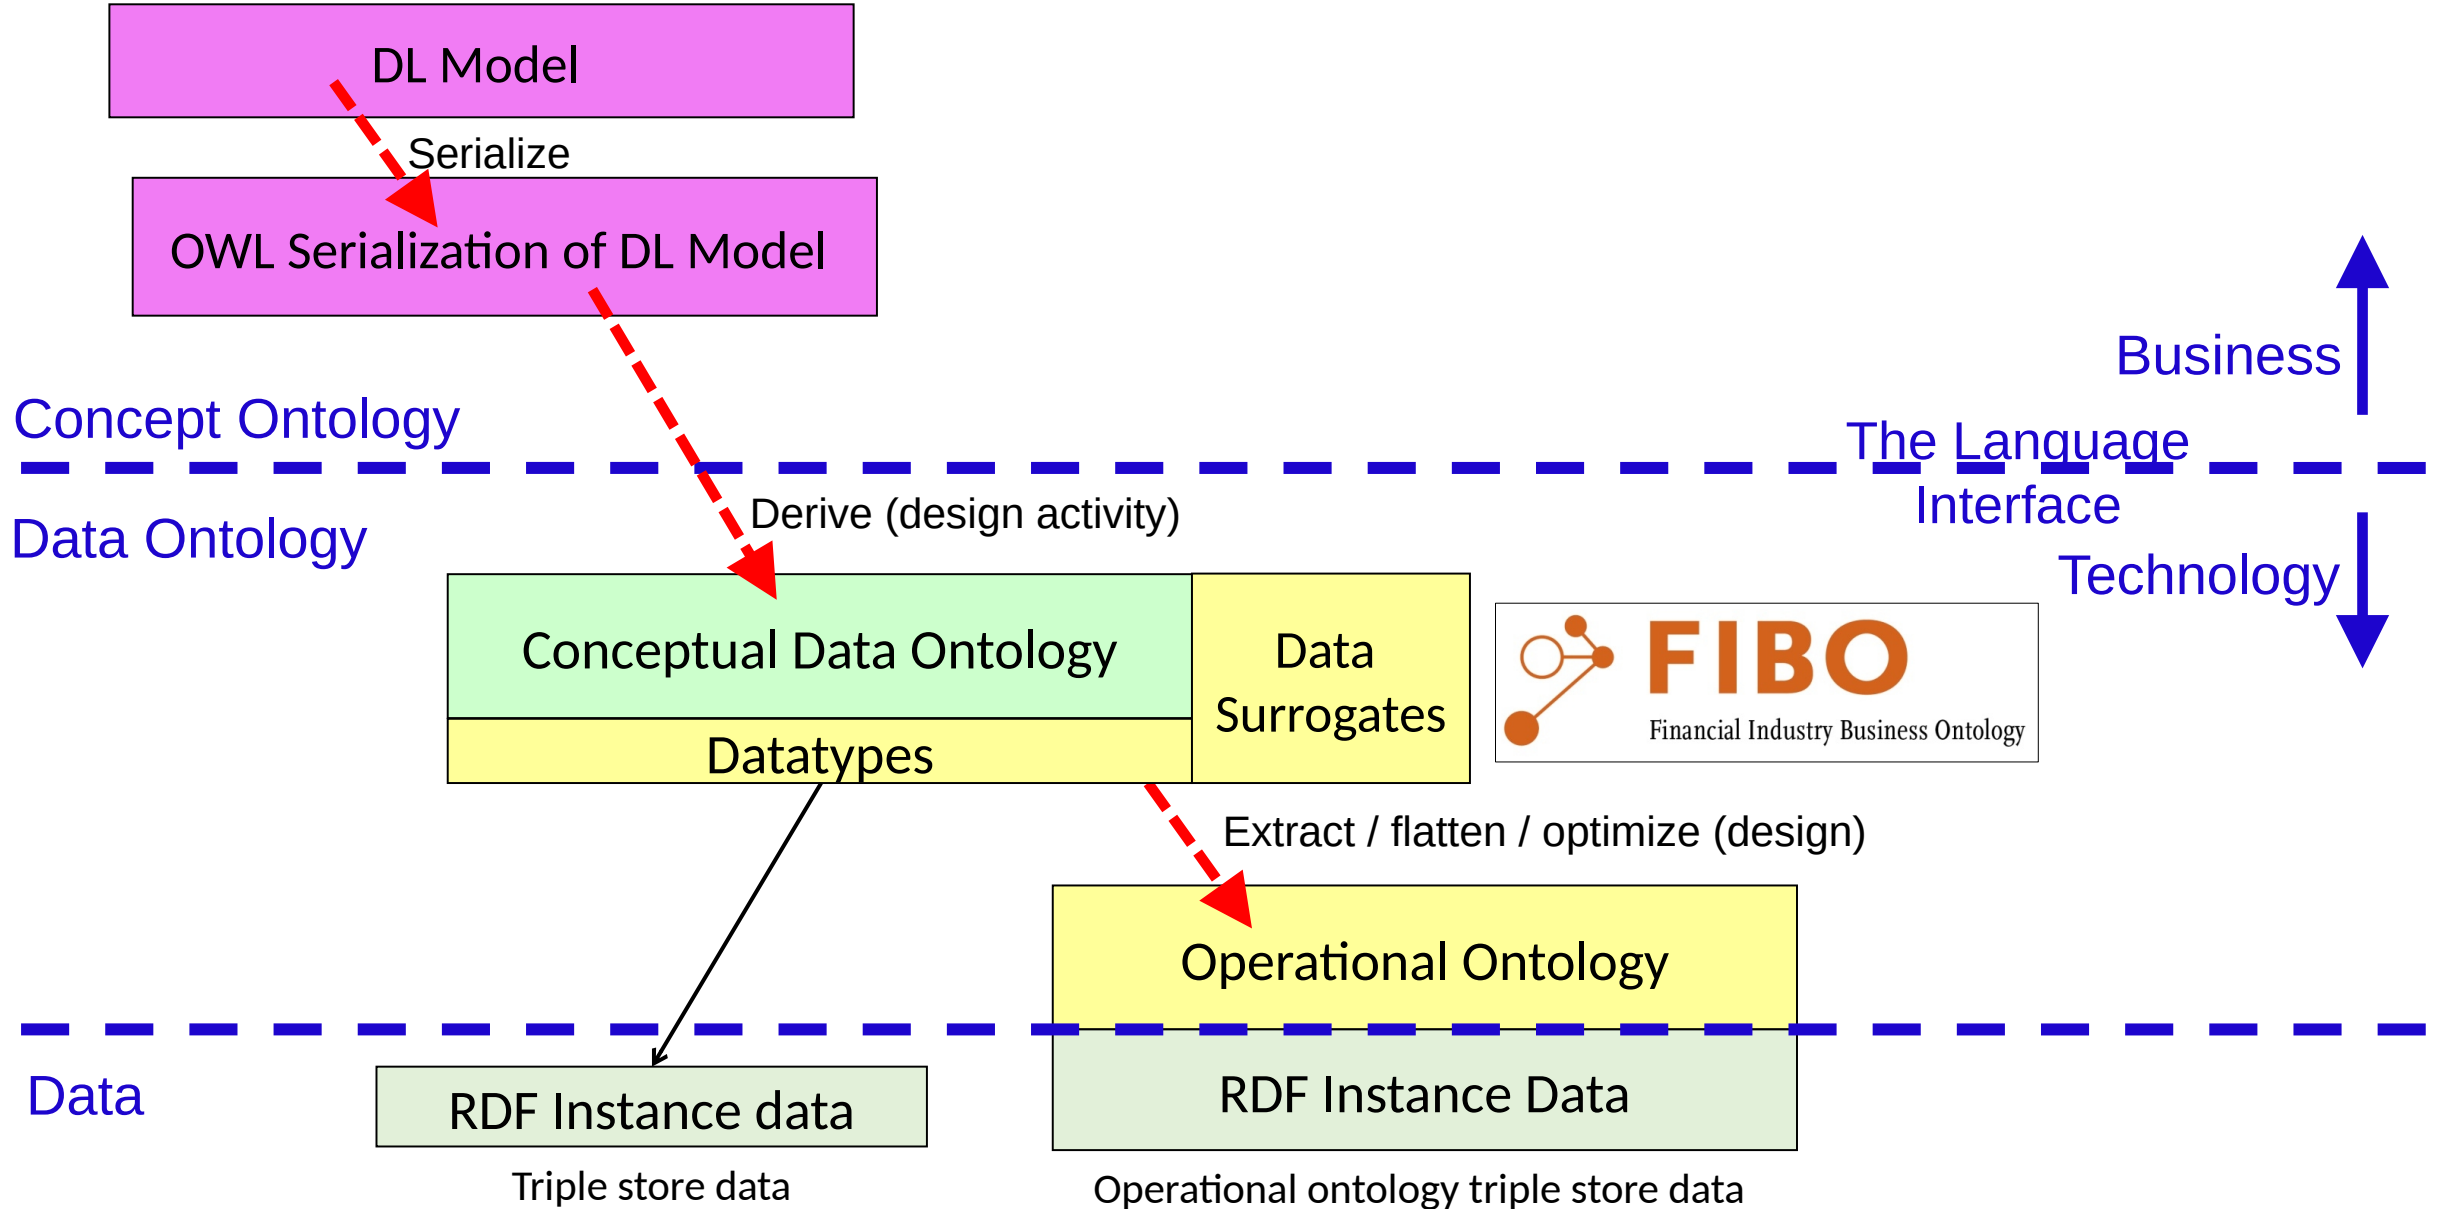 DL Model
Serialize
OWL Serialization of DL Model
Business
Concept Ontology
The Language
Interface
Derive (design activity)
Data Ontology
Technology
Conceptual Data Ontology
Data
Surrogates
FIBO
Financial Industry Business Ontology
Datatypes
Extract / flatten / optimize (design)
Operational Ontology
Data
RDF Instance data
RDF Instance Data
Triple store data
Operational ontology triple store data